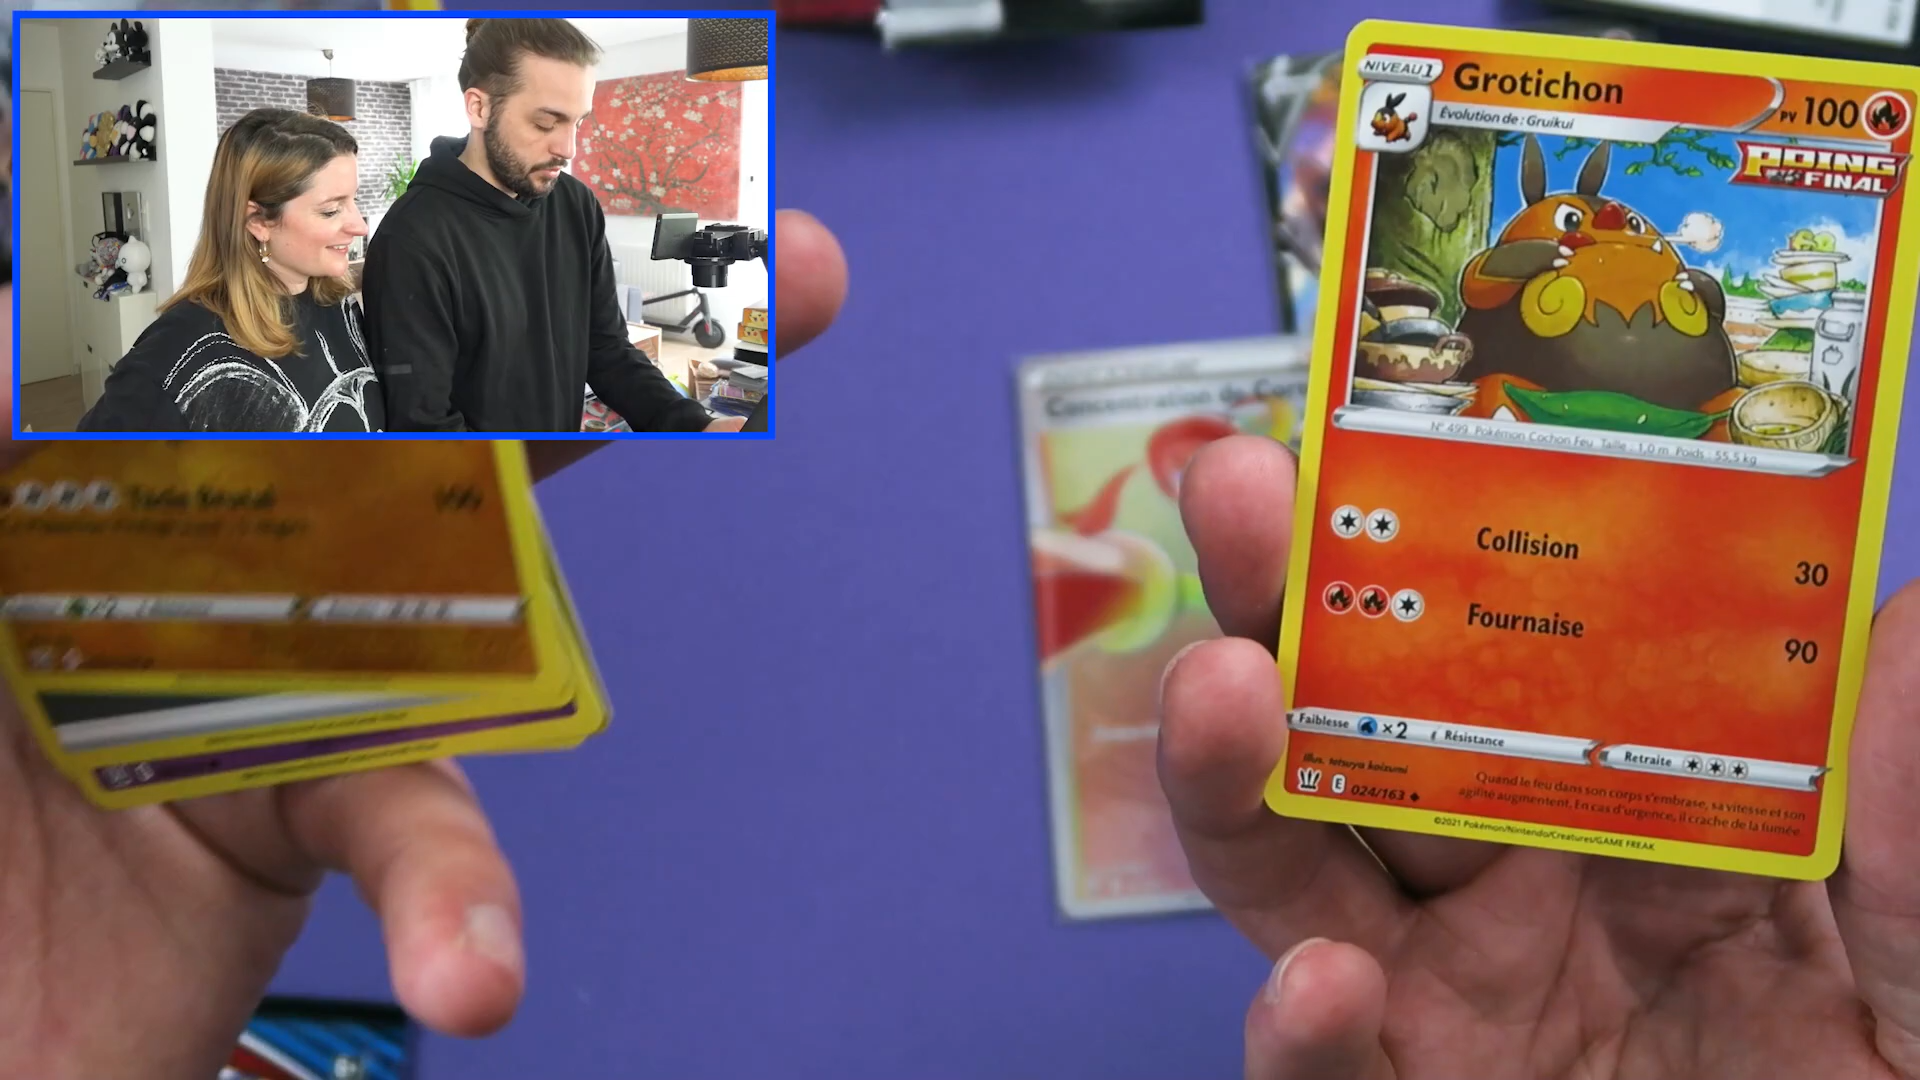 NIVEAU 1
Grotichon
PV 100
Évolution de : Gruikui
POING FINAL
N° 499 Pokémon Cochon Feu Taille : 1,0 m Poids : 55,5 kg
Collision
30
Fournaise
90
Faiblesse ×2 Résistance
Retraite
Illus. tetsuya koizumi
E 024/163
Quand le feu dans son corps s'embrase, sa vitesse et son
agilité augmentent. En cas d'urgence, il crache de la fumée.
©2021 Pokémon/Nintendo/Creatures/GAME FREAK
Concentration de
100